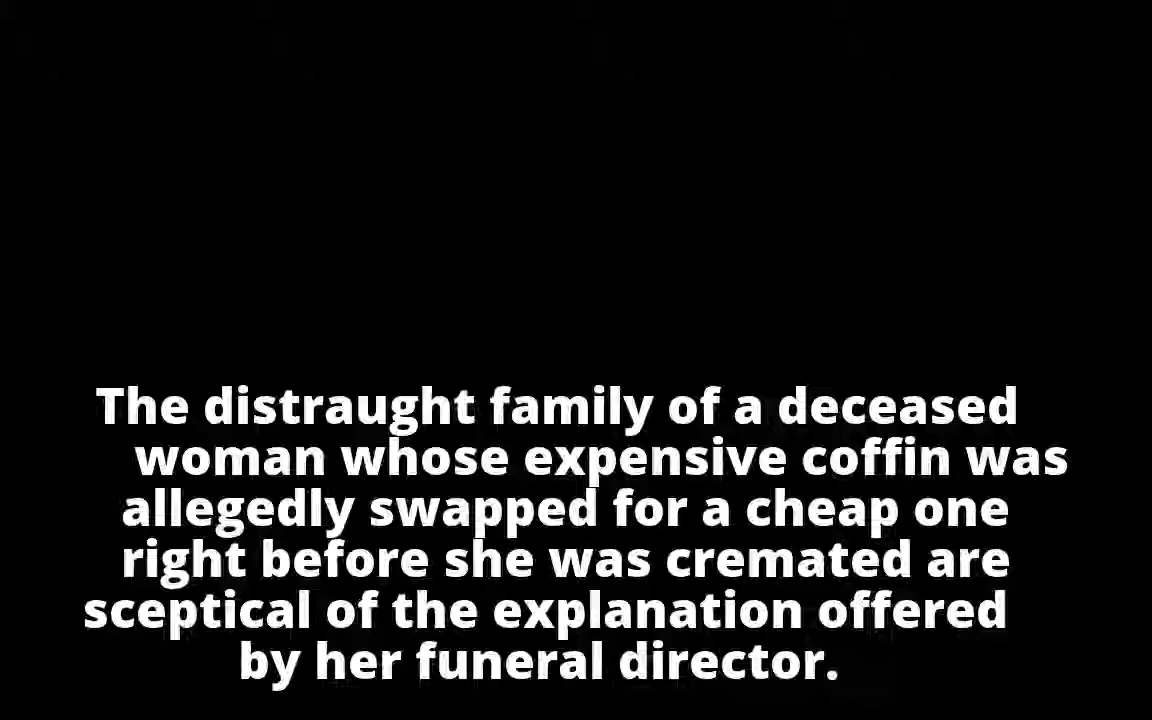 The distraught family of a deceased
woman whose expensive coffin was
allegedly swapped for a cheap one
right before she was cremated are
sceptical of the explanation offered
by her funeral director.